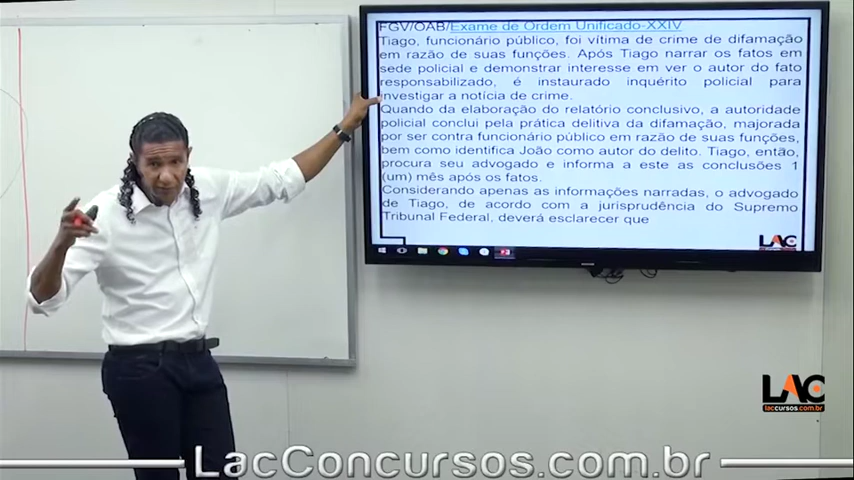 FGV/OAB/Exame de Ordem Unificado-XXIV
Tiago, funcionário público, foi vítima de crime de difamação
em razão de suas funções. Após Tiago narrar os fatos em
sede policial e demonstrar interesse em ver o autor do fato
responsabilizado, é instaurado inquérito policial para
investigar a notícia de crime.
Quando da elaboração do relatório conclusivo, a autoridade
policial conclui pela prática delitiva da difamação, majorada
por ser contra funcionário público em razão de suas funções,
bem como identifica João como autor do delito. Tiago, então,
procura seu advogado e informa a este as conclusões 1
(um) mês após os fatos.
Considerando apenas as informações narradas, o advogado
de Tiago, de acordo com a jurisprudência do Supremo
Tribunal Federal, deverá esclarecer que
LAC
LAC
laccursos.com.br
LacConcursos.com.br